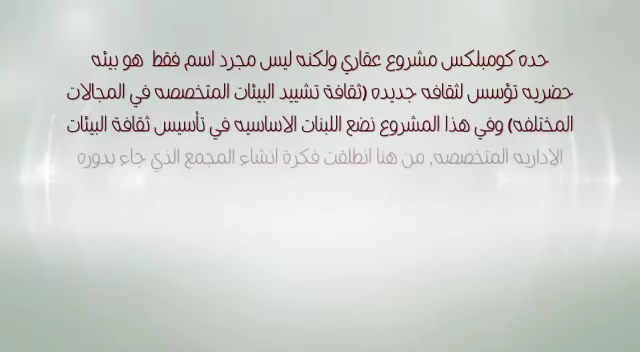 حده كومبلكس مشروع عقاري ولكنه ليس مجرد اسم فقط هو بيئه
حضريه تؤسس لثقافه جديده (ثقافة تشييد البيئات المتخصصه في المجالات
المختلفه) وفي هذا المشروع نضع اللبنات الاساسيه في تأسيس ثقافة البيئات
الاداريه المتخصصه, من هنا انطلقت فكرة انشاء المجمع الذي جاء بدوره